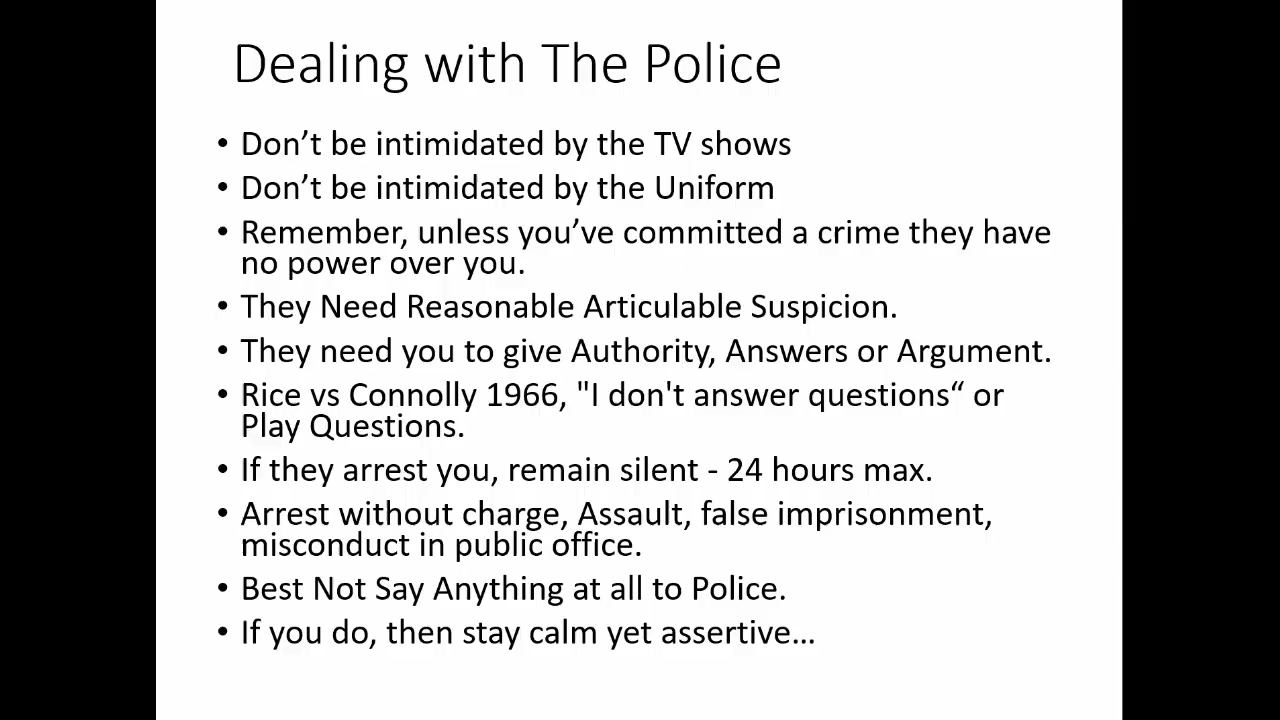 Dealing with The Police
• Don’t be intimidated by the TV shows
• Don’t be intimidated by the Uniform
• Remember, unless you’ve committed a crime they have
no power over you.
• They Need Reasonable Articulable Suspicion.
• They need you to give Authority, Answers or Argument.
• Rice vs Connolly 1966, "I don't answer questions“ or
Play Questions.
• If they arrest you, remain silent - 24 hours max.
• Arrest without charge, Assault, false imprisonment,
misconduct in public office.
• Best Not Say Anything at all to Police.
• If you do, then stay calm yet assertive…